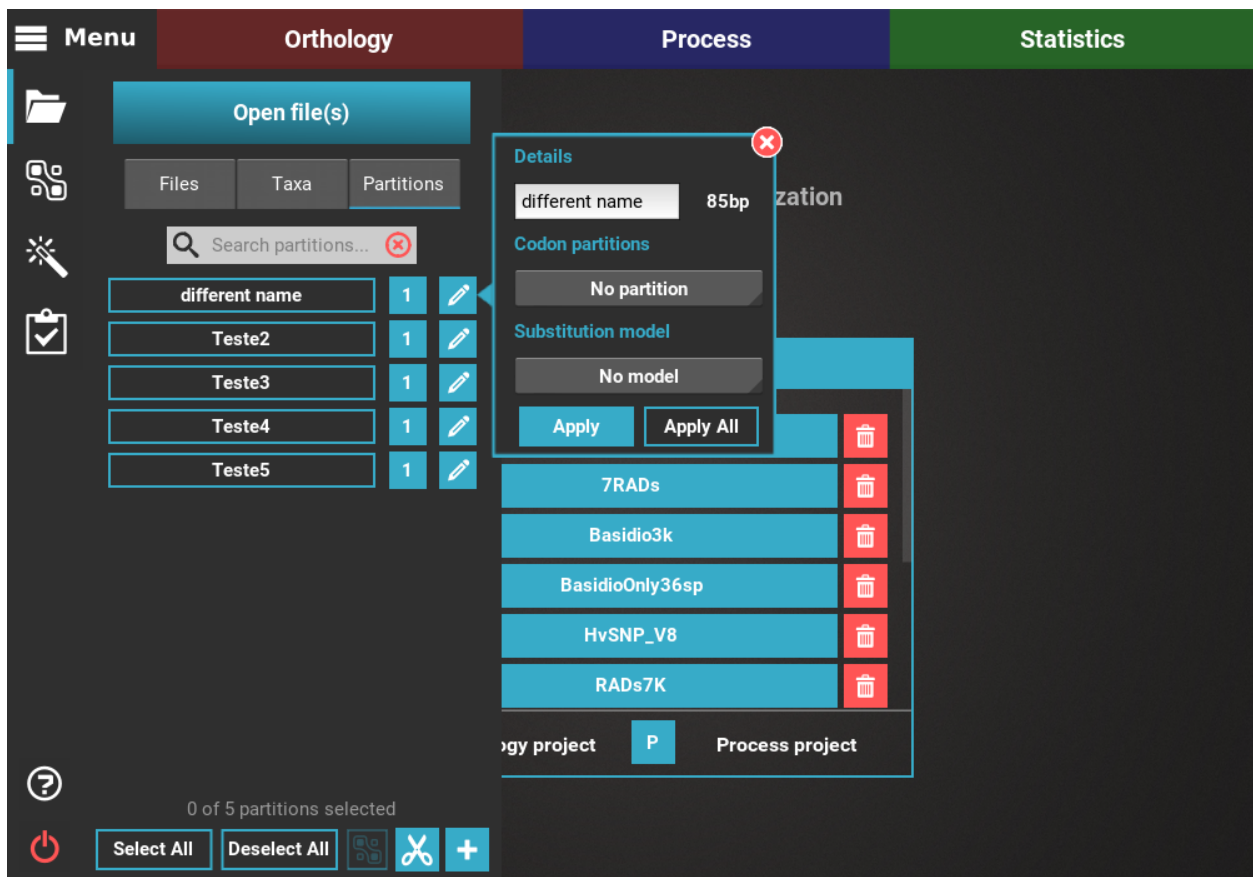 Menu
Orthology
Process
Statistics
Open file(s)
Files
Taxa
Partitions
Search partitions...
different name
1
Teste2
1
Teste3
1
Teste4
1
Teste5
1
Details
different name
85bp
Codon partitions
No partition
Substitution model
No model
Apply
Apply All
zation
7RADs
Basidio3k
BasidioOnly36sp
HvSNP_V8
RADs7K
gy project
P
Process project
0 of 5 partitions selected
Select All
Deselect All